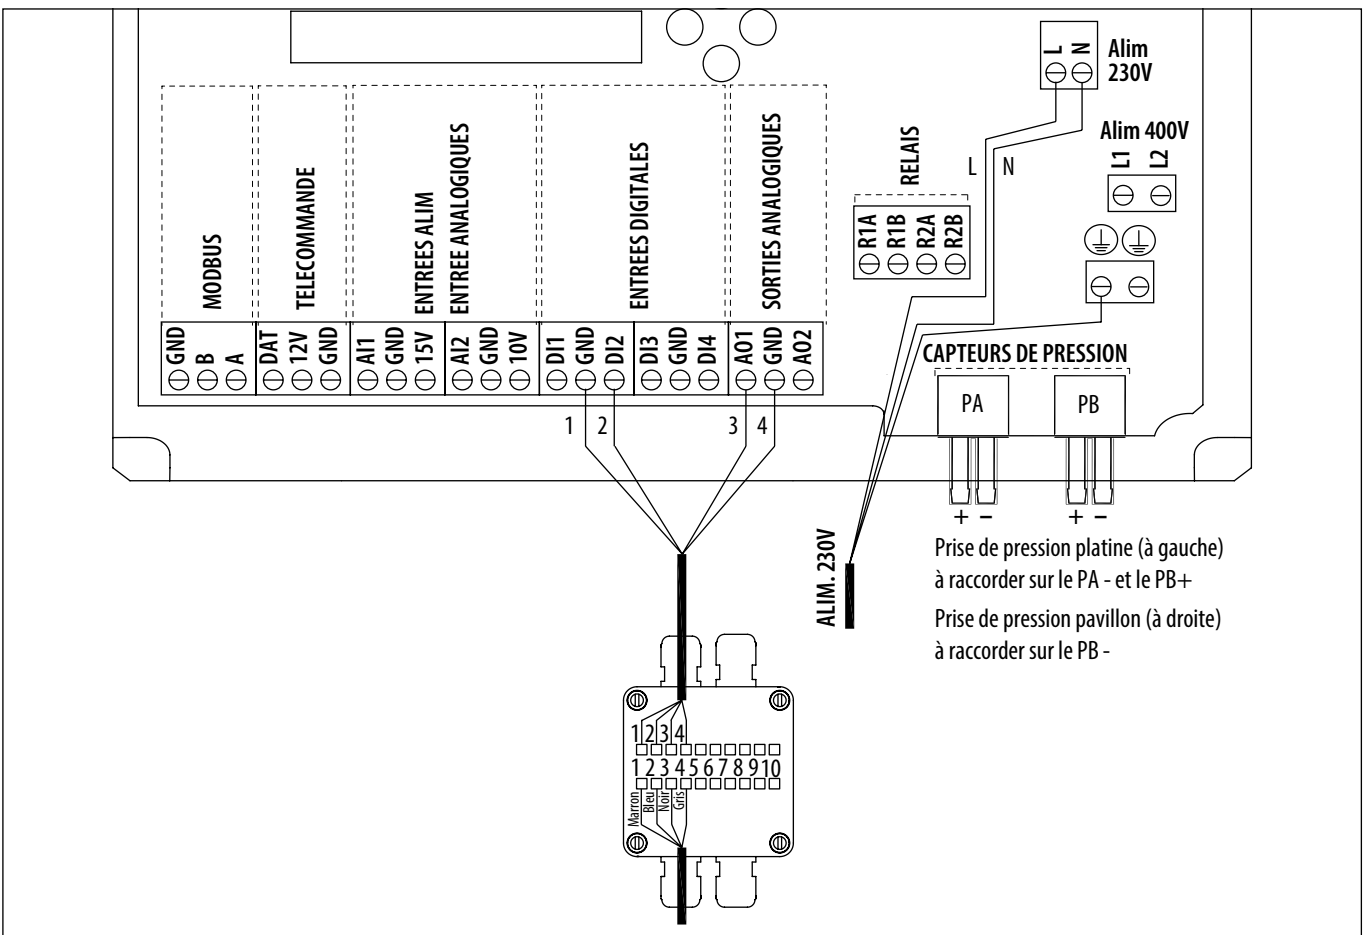 L N
Alim
230V
Alim 400V
L1 L2
L N
RELAIS
R1A R1B R2A R2B
MODBUS
TELECOMMANDE
ENTREES ALIM
ENTREE ANALOGIQUES
ENTREES DIGITALES
SORTIES ANALOGIQUES
GND B A DAT 12V GND AI1 GND 15V AI2 GND 10V DI1 GND DI2 DI3 GND DI4 AO1 GND AO2
CAPTEURS DE PRESSION
PA PB
1 2 3 4
+ − + −
Prise de pression platine (à gauche)
à raccorder sur le PA - et le PB+
Prise de pression pavillon (à droite)
à raccorder sur le PB -
ALIM. 230V
1 2 3 4
1 2 3 4 5 6 7 8 9 10
Marron
Bleu
Noir
Gris